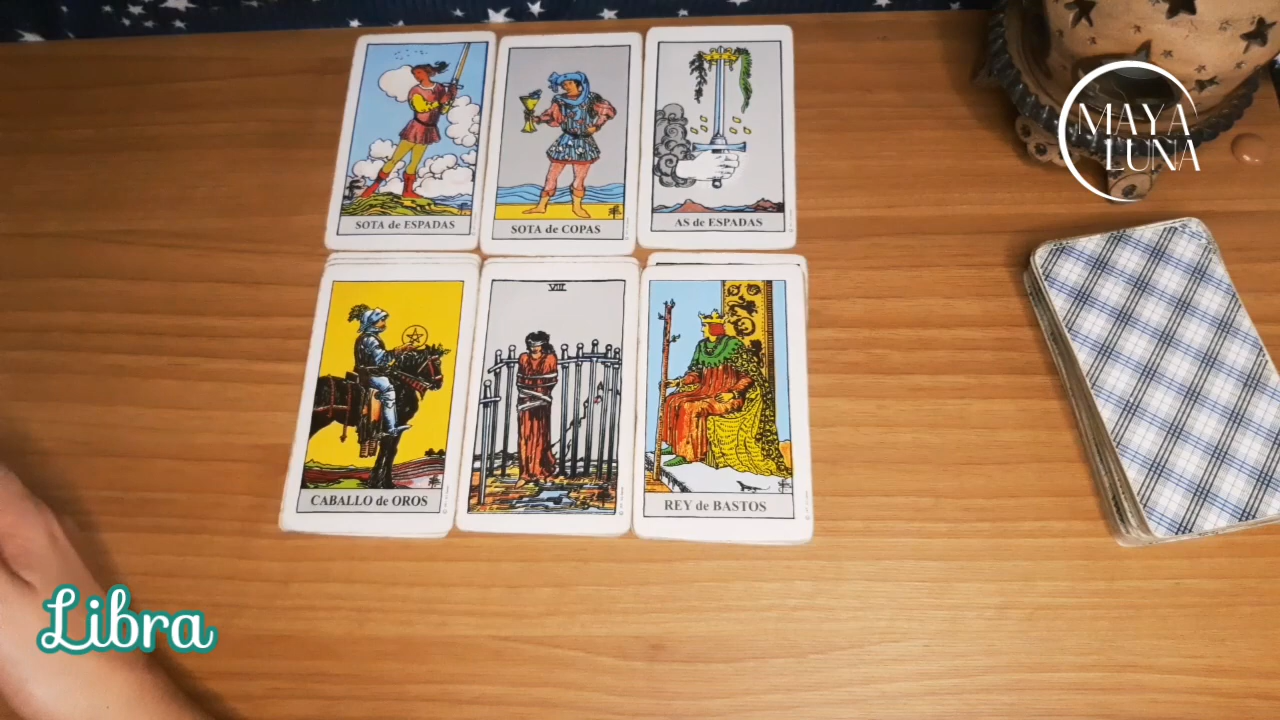 SOTA de ESPADAS
SOTA de COPAS
AS de ESPADAS
MAYA
LUNA
VIII
CABALLO de OROS
REY de BASTOS
Libra